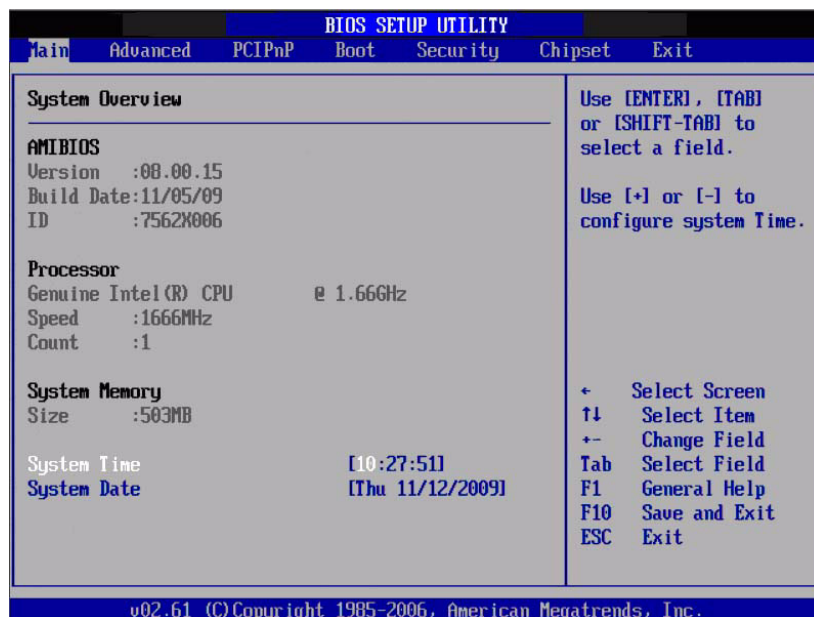 BIOS SETUP UTILITY
Main Advanced PCIPnP Boot Security Chipset Exit
System Overview
AMIBIOS
Version :08.00.15
Build Date:11/05/09
ID :7562X006
Processor
Genuine Intel(R) CPU @ 1.66GHz
Speed :1666MHz
Count :1
System Memory
Size :503MB
System Time [10:27:51]
System Date [Thu 11/12/2009]
Use [ENTER], [TAB]
or [SHIFT-TAB] to
select a field.
Use [+] or [-] to
configure system Time.
← Select Screen
↑↓ Select Item
+- Change Field
Tab Select Field
F1 General Help
F10 Save and Exit
ESC Exit
v02.61 (C)Copyright 1985-2006, American Megatrends, Inc.